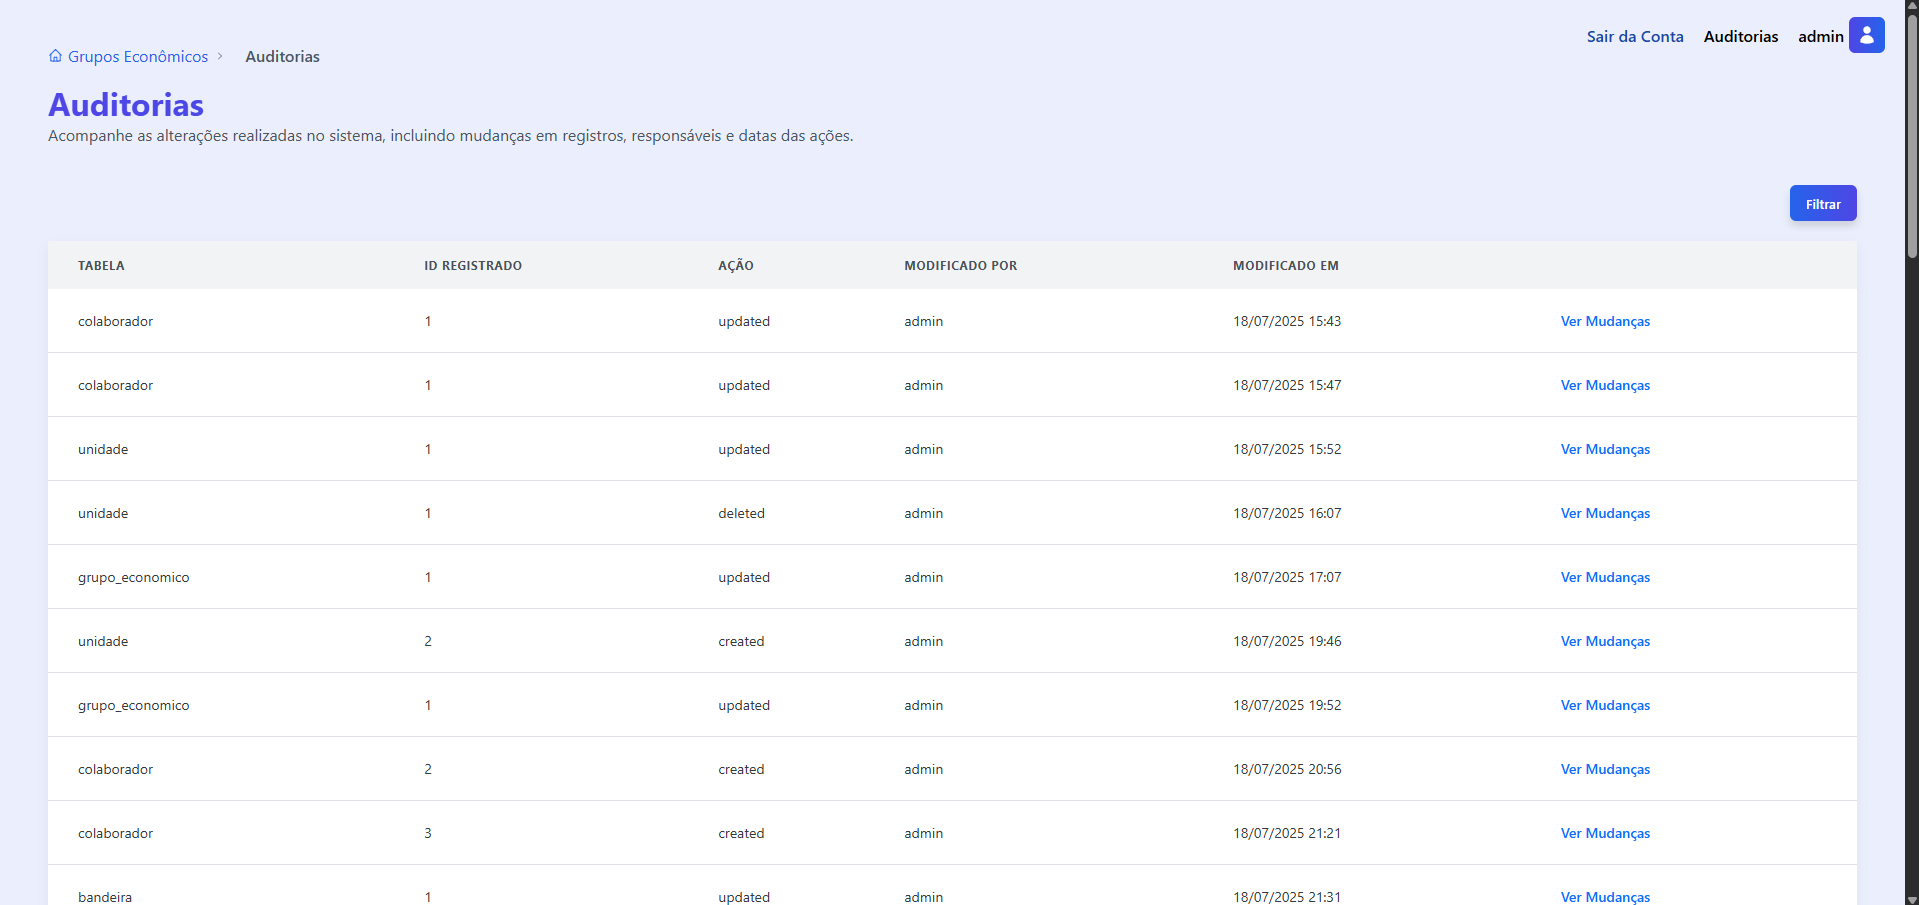 Sair da Conta Auditorias admin
Grupos Econômicos > Auditorias
Auditorias
Acompanhe as alterações realizadas no sistema, incluindo mudanças em registros, responsáveis e datas das ações.
Filtrar
TABELA ID REGISTRADO AÇÃO MODIFICADO POR MODIFICADO EM
colaborador 1 updated admin 18/07/2025 15:43 Ver Mudanças
colaborador 1 updated admin 18/07/2025 15:47 Ver Mudanças
unidade 1 updated admin 18/07/2025 15:52 Ver Mudanças
unidade 1 deleted admin 18/07/2025 16:07 Ver Mudanças
grupo_economico 1 updated admin 18/07/2025 17:07 Ver Mudanças
unidade 2 created admin 18/07/2025 19:46 Ver Mudanças
grupo_economico 1 updated admin 18/07/2025 19:52 Ver Mudanças
colaborador 2 created admin 18/07/2025 20:56 Ver Mudanças
colaborador 3 created admin 18/07/2025 21:21 Ver Mudanças
bandeira 1 updated admin 18/07/2025 21:31 Ver Mudanças